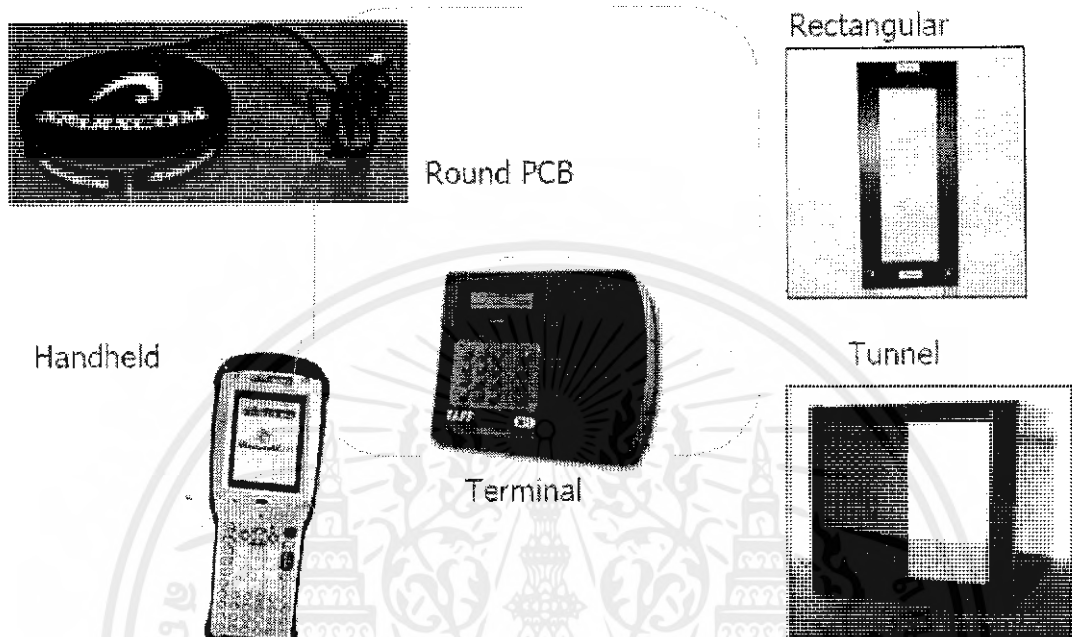 Rectangular
Round PCB
Handheld
Tunnel
Terminal